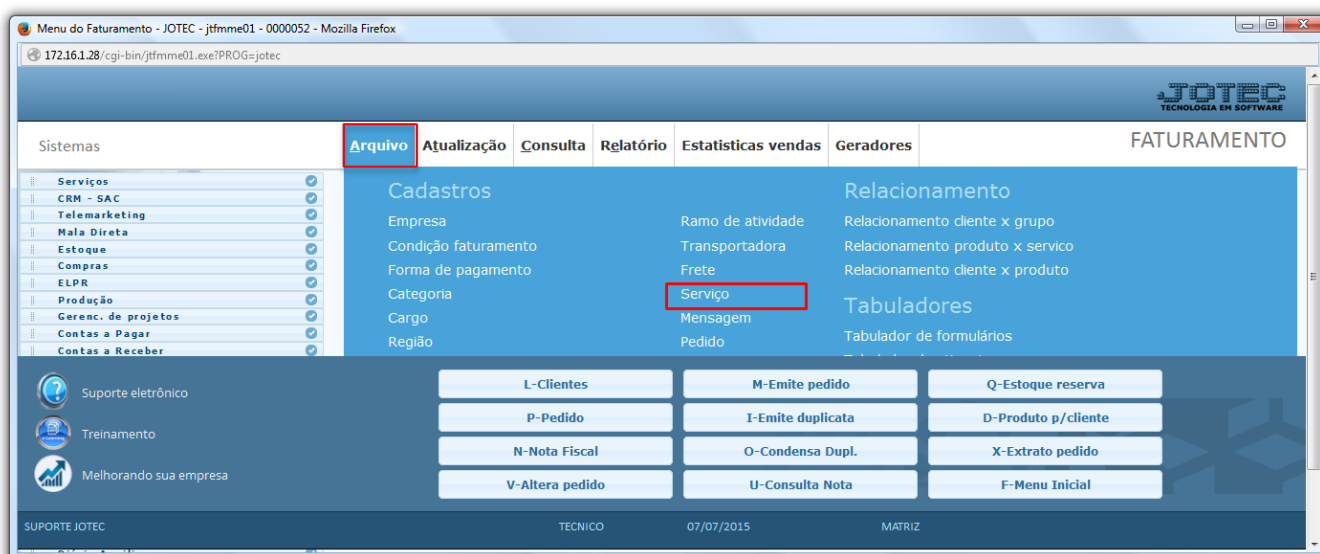 Menu do Faturamento - JOTEC - jtfmme01 - 0000052 - Mozilla Firefox
172.16.1.28/cgi-bin/jtfmme01.exe?PROG=jotec
JOTEC
TECNOLOGIA EM SOFTWARE
Sistemas
Arquivo Atualização Consulta Relatório Estatisticas vendas Geradores
FATURAMENTO
Serviços
CRM - SAC
Telemarketing
Mala Direta
Estoque
Compras
ELPR
Produção
Gerenc. de projetos
Contas a Pagar
Contas a Receber
Cadastros
Empresa
Condição faturamento
Forma de pagamento
Categoria
Cargo
Região
Ramo de atividade
Transportadora
Frete
Serviço
Mensagem
Pedido
Relacionamento
Relacionamento cliente x grupo
Relacionamento produto x servico
Relacionamento cliente x produto
Tabuladores
Tabulador de formulários
Suporte eletrônico
Treinamento
Melhorando sua empresa
L-Clientes M-Emite pedido Q-Estoque reserva
P-Pedido I-Emite duplicata D-Produto p/cliente
N-Nota Fiscal O-Condensa Dupl. X-Extrato pedido
V-Altera pedido U-Consulta Nota F-Menu Inicial
SUPORTE JOTEC TECNICO 07/07/2015 MATRIZ